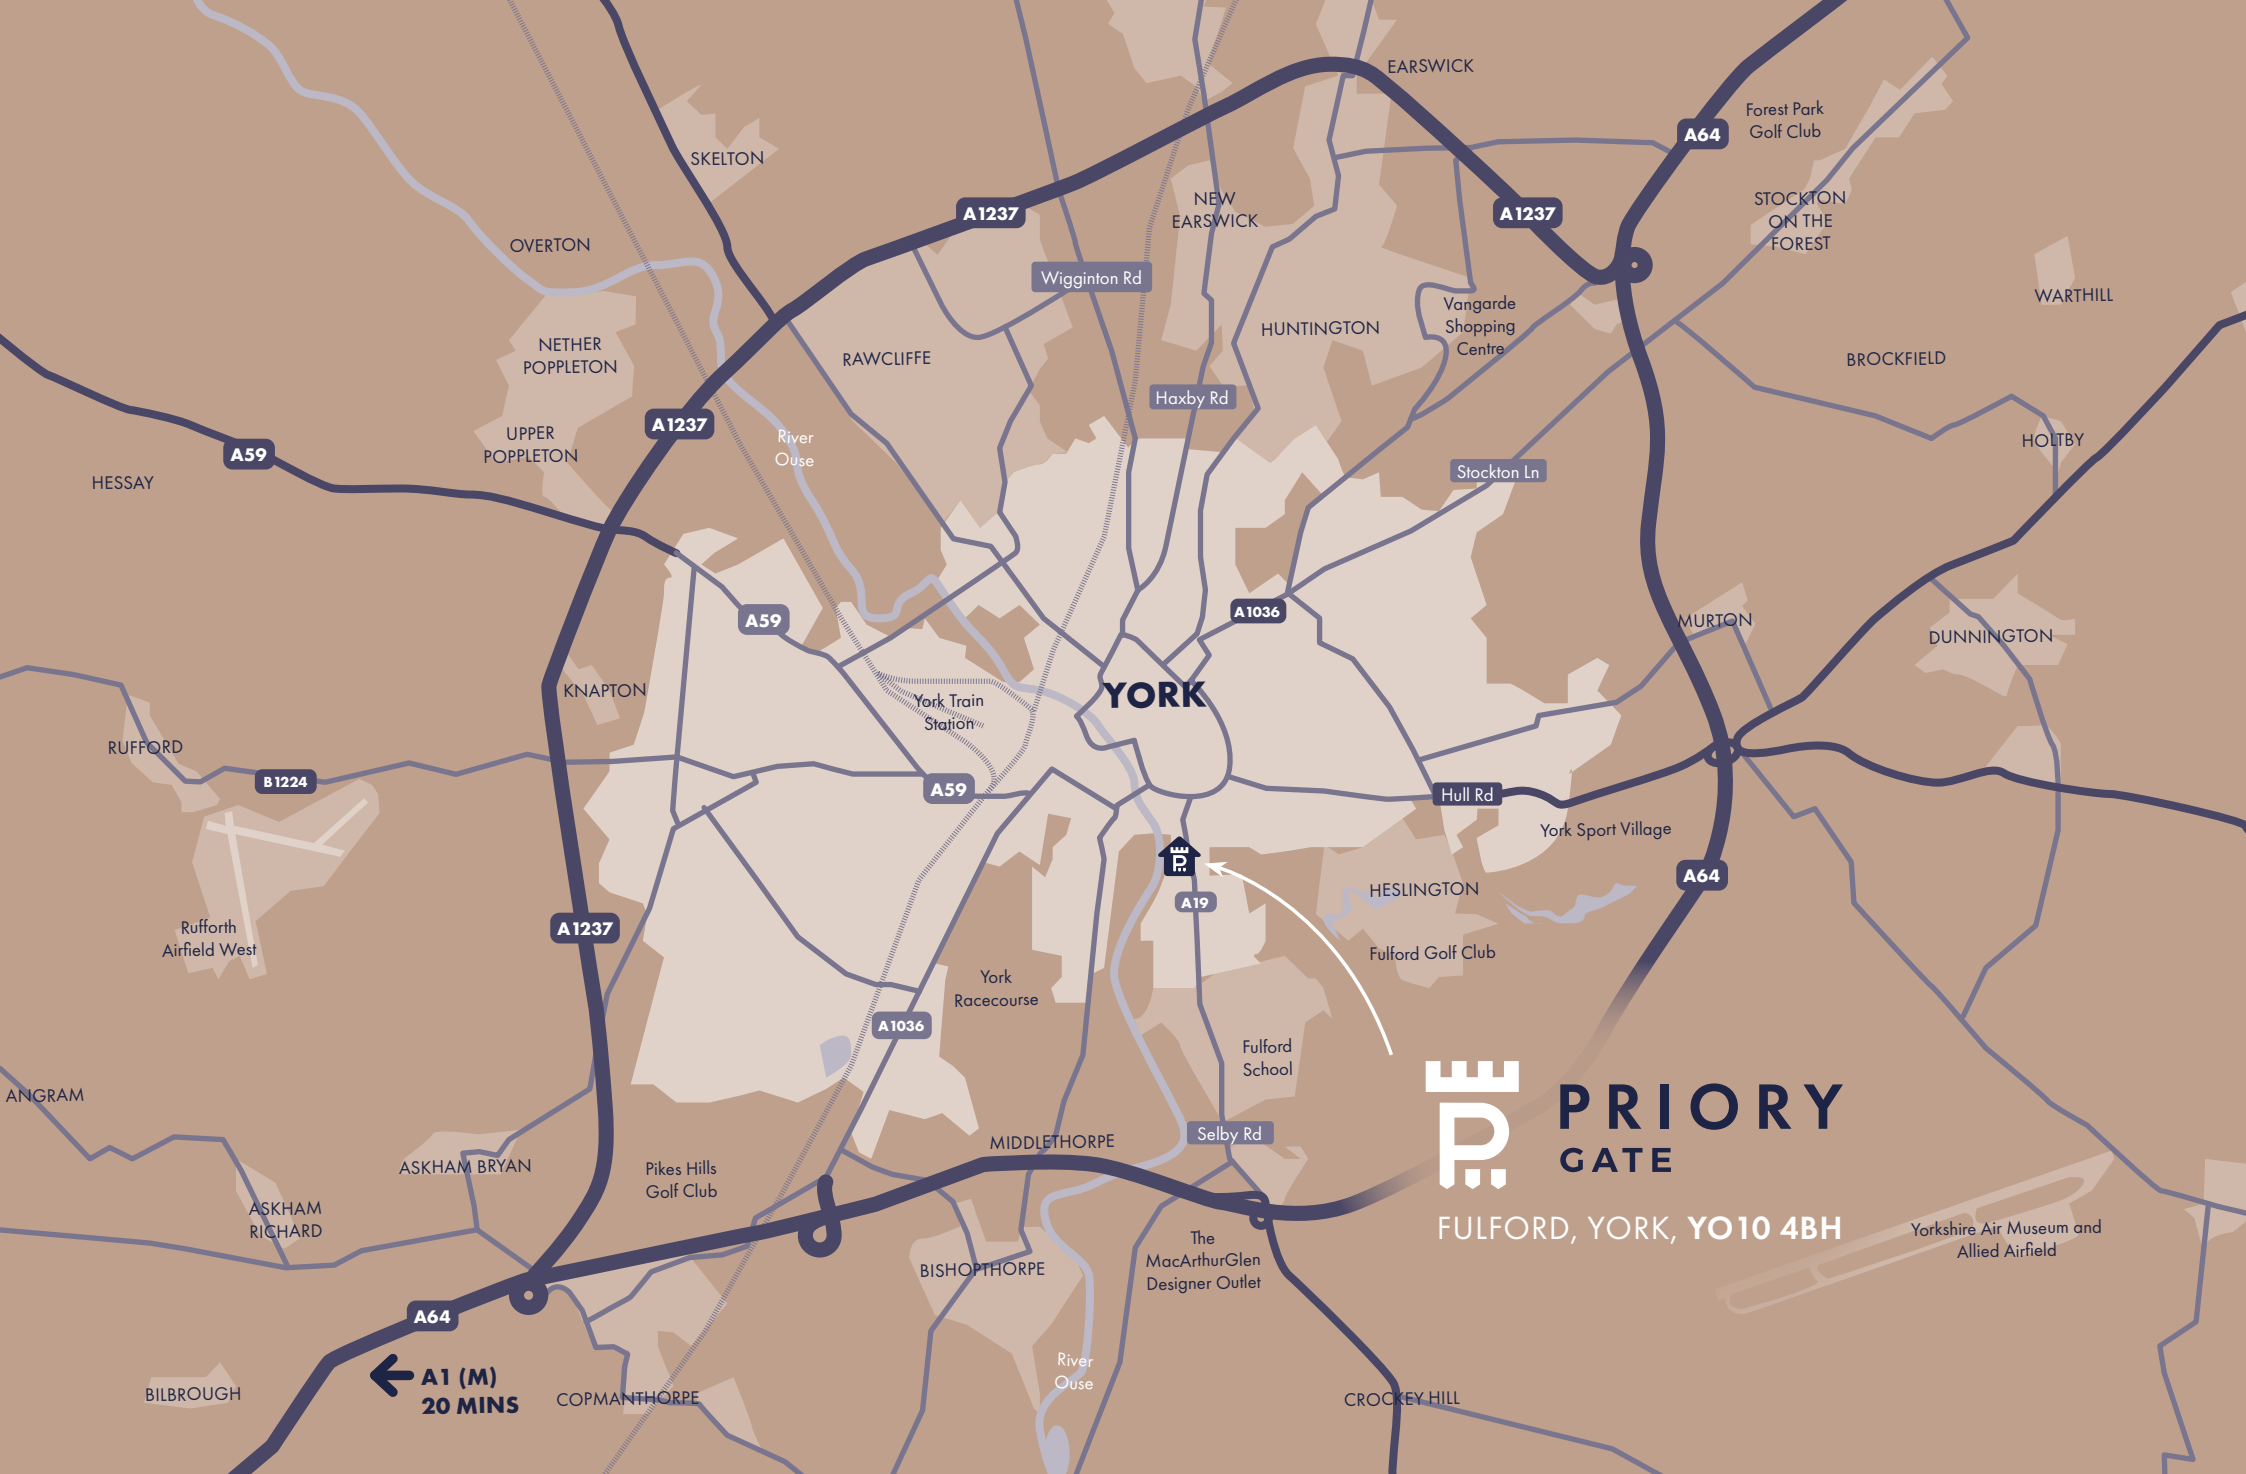 EARSWICK
A64
Forest Park
Golf Club
SKELTON
A1237
NEW
EARSWICK
A1237
STOCKTON
ON THE
FOREST
OVERTON
Wigginton Rd
WARTHILL
NETHER
POPPLETON
RAWCLIFFE
HUNTINGTON
Vangarde
Shopping
Centre
BROCKFIELD
Haxby Rd
A1237
River
Ouse
UPPER
POPPLETON
A59
HESSAY
Stockton Ln
HOLTBY
A59
A1036
MURTON
DUNNINGTON
KNAPTON
York Train
Station
YORK
RUFFORD
B1224
A59
Hull Rd
York Sport Village
A64
HESLINGTON
A19
Fulford Golf Club
A1237
Rufforth
Airfield West
York
Racecourse
A1036
Fulford
School
ANGRAM
PRIORY
GATE
FULFORD, YORK, YO10 4BH
Selby Rd
MIDDLETHORPE
ASKHAM BRYAN
Pikes Hills
Golf Club
ASKHAM
RICHARD
The
MacArthurGlen
Designer Outlet
Yorkshire Air Museum and
Allied Airfield
BISHOPTHORPE
A64
A1 (M)
20 MINS
River
Ouse
BILBROUGH
COPMANTHORPE
CROCKEY HILL